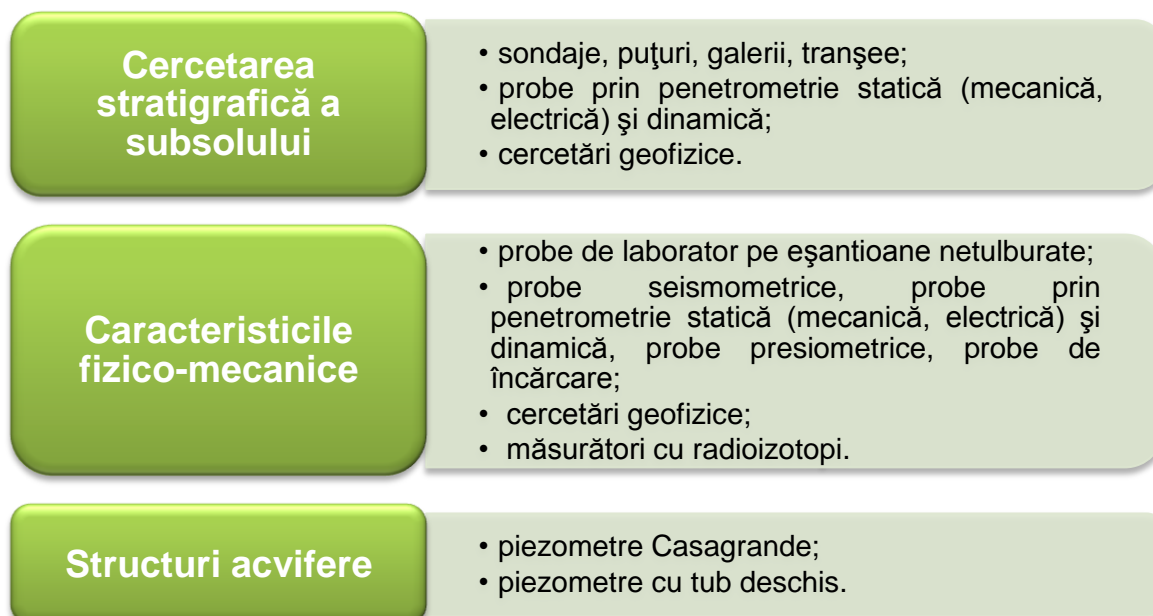 Cercetarea
stratigrafică a
subsolului
• sondaje, puţuri, galerii, tranşee;
• probe prin penetrometrie statică (mecanică,
electrică) şi dinamică;
• cercetări geofizice.
Caracteristicile
fizico-mecanice
• probe de laborator pe eşantioane netulburate;
• probe seismometrice, probe prin
penetrometrie statică (mecanică, electrică) şi
dinamică, probe presiometrice, probe de
încărcare;
• cercetări geofizice;
• măsurători cu radioizotopi.
Structuri acvifere
• piezometre Casagrande;
• piezometre cu tub deschis.